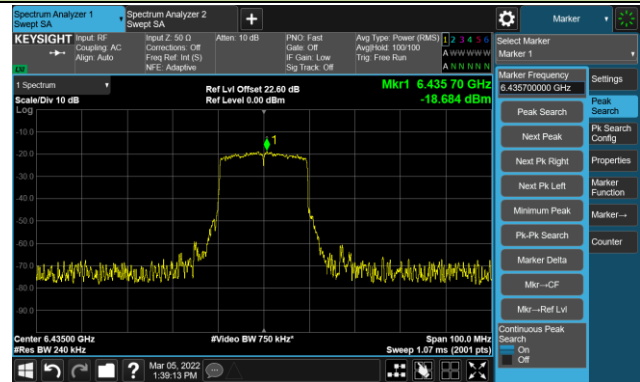 Spectrum Analyzer 1
Swept SA
Spectrum Analyzer 2
Swept SA
+
Marker
KEYSIGHT
Input: RF
Coupling: AC
Align: Auto
Input Z: 50 Ω
Corrections: Off
Freq Ref: Int (S)
NFE: Adaptive
Atten: 10 dB
PNO: Fast
Gate: Off
IF Gain: Low
Sig Track: Off
Avg Type: Power (RMS)
Avg|Hold: 100/100
Trig: Free Run
1 2 3 4 5 6
A W W W W W
A N N N N N
Select Marker
Marker 1
1 Spectrum
Scale/Div 10 dB
Log
Ref Lvl Offset 22.60 dB
Ref Level 0.00 dBm
Mkr1 6.435 70 GHz
-18.684 dBm
Marker Frequency
6.435700000 GHz
Settings
Peak Search
Next Peak
Next Pk Right
Next Pk Left
Minimum Peak
Pk-Pk Search
Marker Delta
Mkr→CF
Mkr→Ref Lvl
Continuous Peak
Search
On
Off
Peak
Search
Pk Search
Config
Properties
Marker
Function
Marker→
Counter
1
-10.0
-20.0
-30.0
-40.0
-50.0
-60.0
-70.0
-80.0
-90.0
Center 6.43500 GHz
#Res BW 240 kHz
#Video BW 750 kHz*
Span 100.0 MHz
Sweep 1.07 ms (2001 pts)
?
Mar 05, 2022
1:39:13 PM